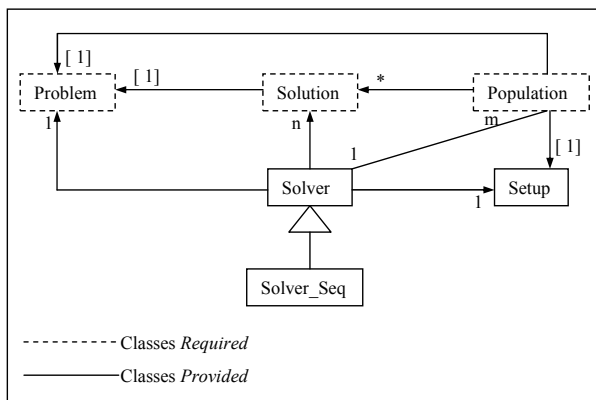 [ 1]
[ 1]
*
Problem
Solution
Population
1
n
m
1
[ 1]
Solver
Setup
1
Solver_Seq
Classes Required
Classes Provided